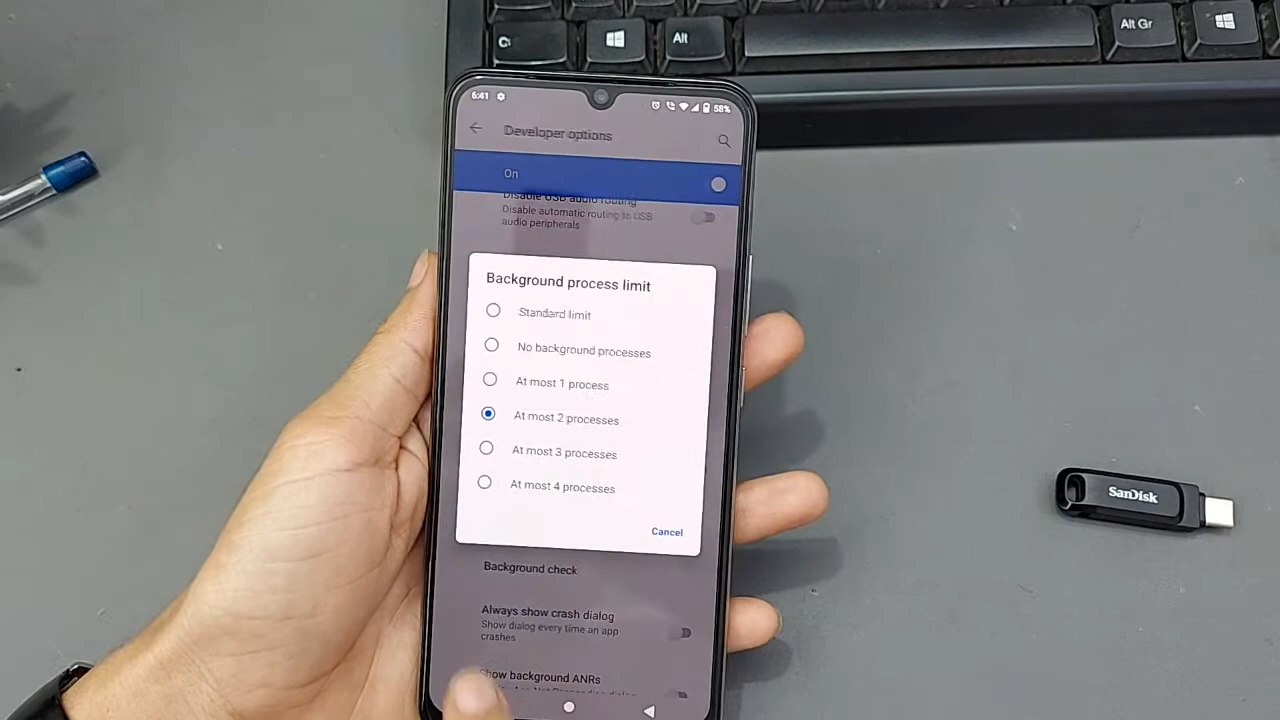 Alt
Alt Gr
6:41
58%
Developer options
On
Disable USB audio routing
Disable automatic routing to USB
audio peripherals
Background process limit
Standard limit
No background processes
At most 1 process
At most 2 processes
At most 3 processes
At most 4 processes
Cancel
Background check
Always show crash dialog
Show dialog every time an app
crashes
Show background ANRs
SanDisk